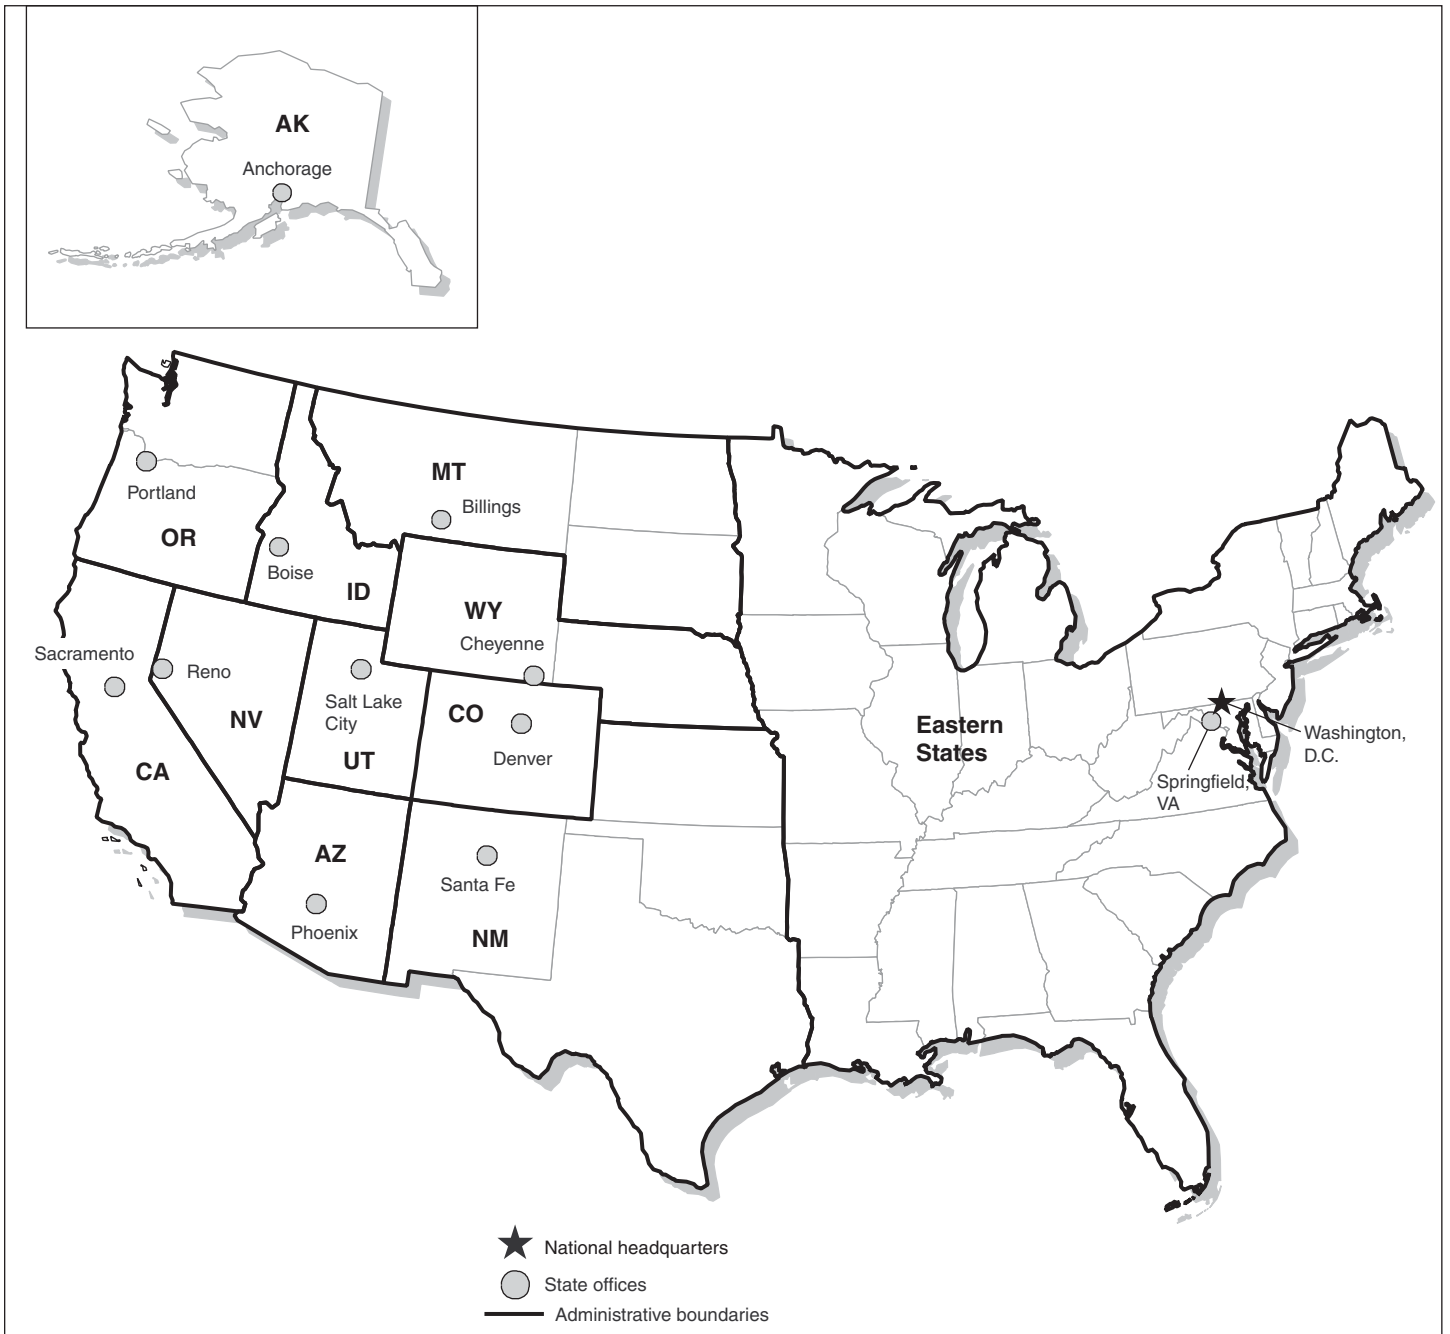 AK
Anchorage
MT
Billings
Portland
OR
Boise
ID
WY
Cheyenne
Sacramento
Reno
Salt Lake
City
CO
NV
Eastern
States
Washington,
D.C.
Denver
UT
CA
Springfield,
VA
AZ
Santa Fe
Phoenix
NM
National headquarters
State offices
Administrative boundaries